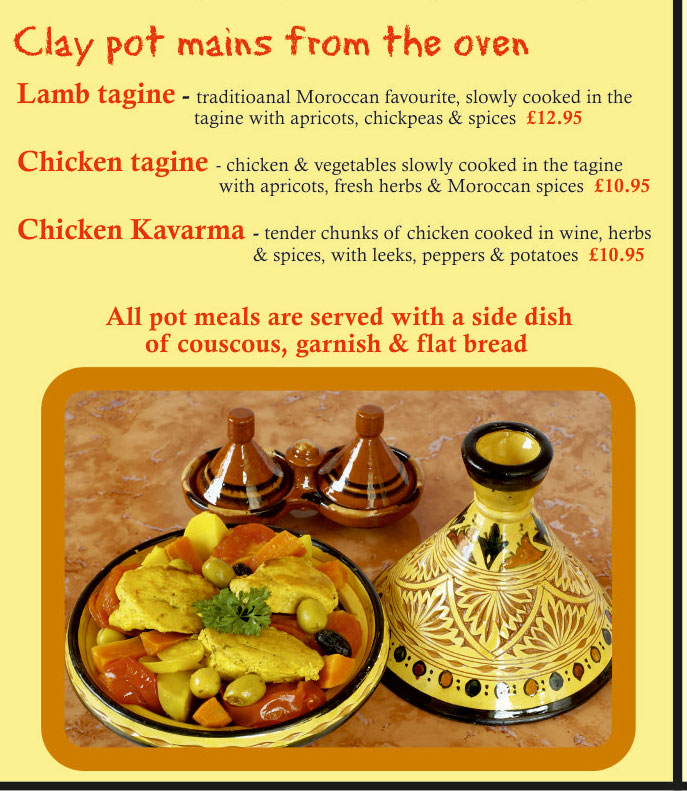 Clay pot mains from the oven
Lamb tagine - traditioanal Moroccan favourite, slowly cooked in the
tagine with apricots, chickpeas & spices £12.95
Chicken tagine - chicken & vegetables slowly cooked in the tagine
with apricots, fresh herbs & Moroccan spices £10.95
Chicken Kavarma - tender chunks of chicken cooked in wine, herbs
& spices, with leeks, peppers & potatoes £10.95
All pot meals are served with a side dish
of couscous, garnish & flat bread